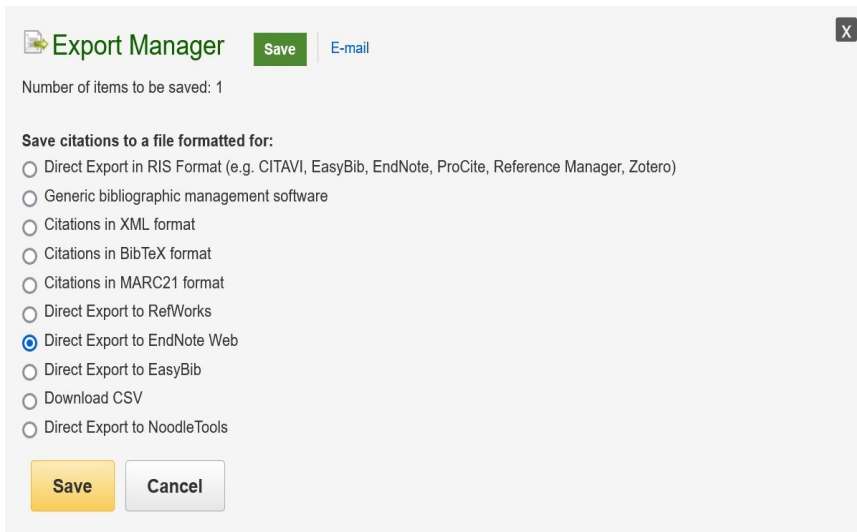 Export Manager Save E-mail X
Number of items to be saved: 1
Save citations to a file formatted for:
Direct Export in RIS Format (e.g. CITAVI, EasyBib, EndNote, ProCite, Reference Manager, Zotero)
Generic bibliographic management software
Citations in XML format
Citations in BibTeX format
Citations in MARC21 format
Direct Export to RefWorks
Direct Export to EndNote Web
Direct Export to EasyBib
Download CSV
Direct Export to NoodleTools
Save Cancel